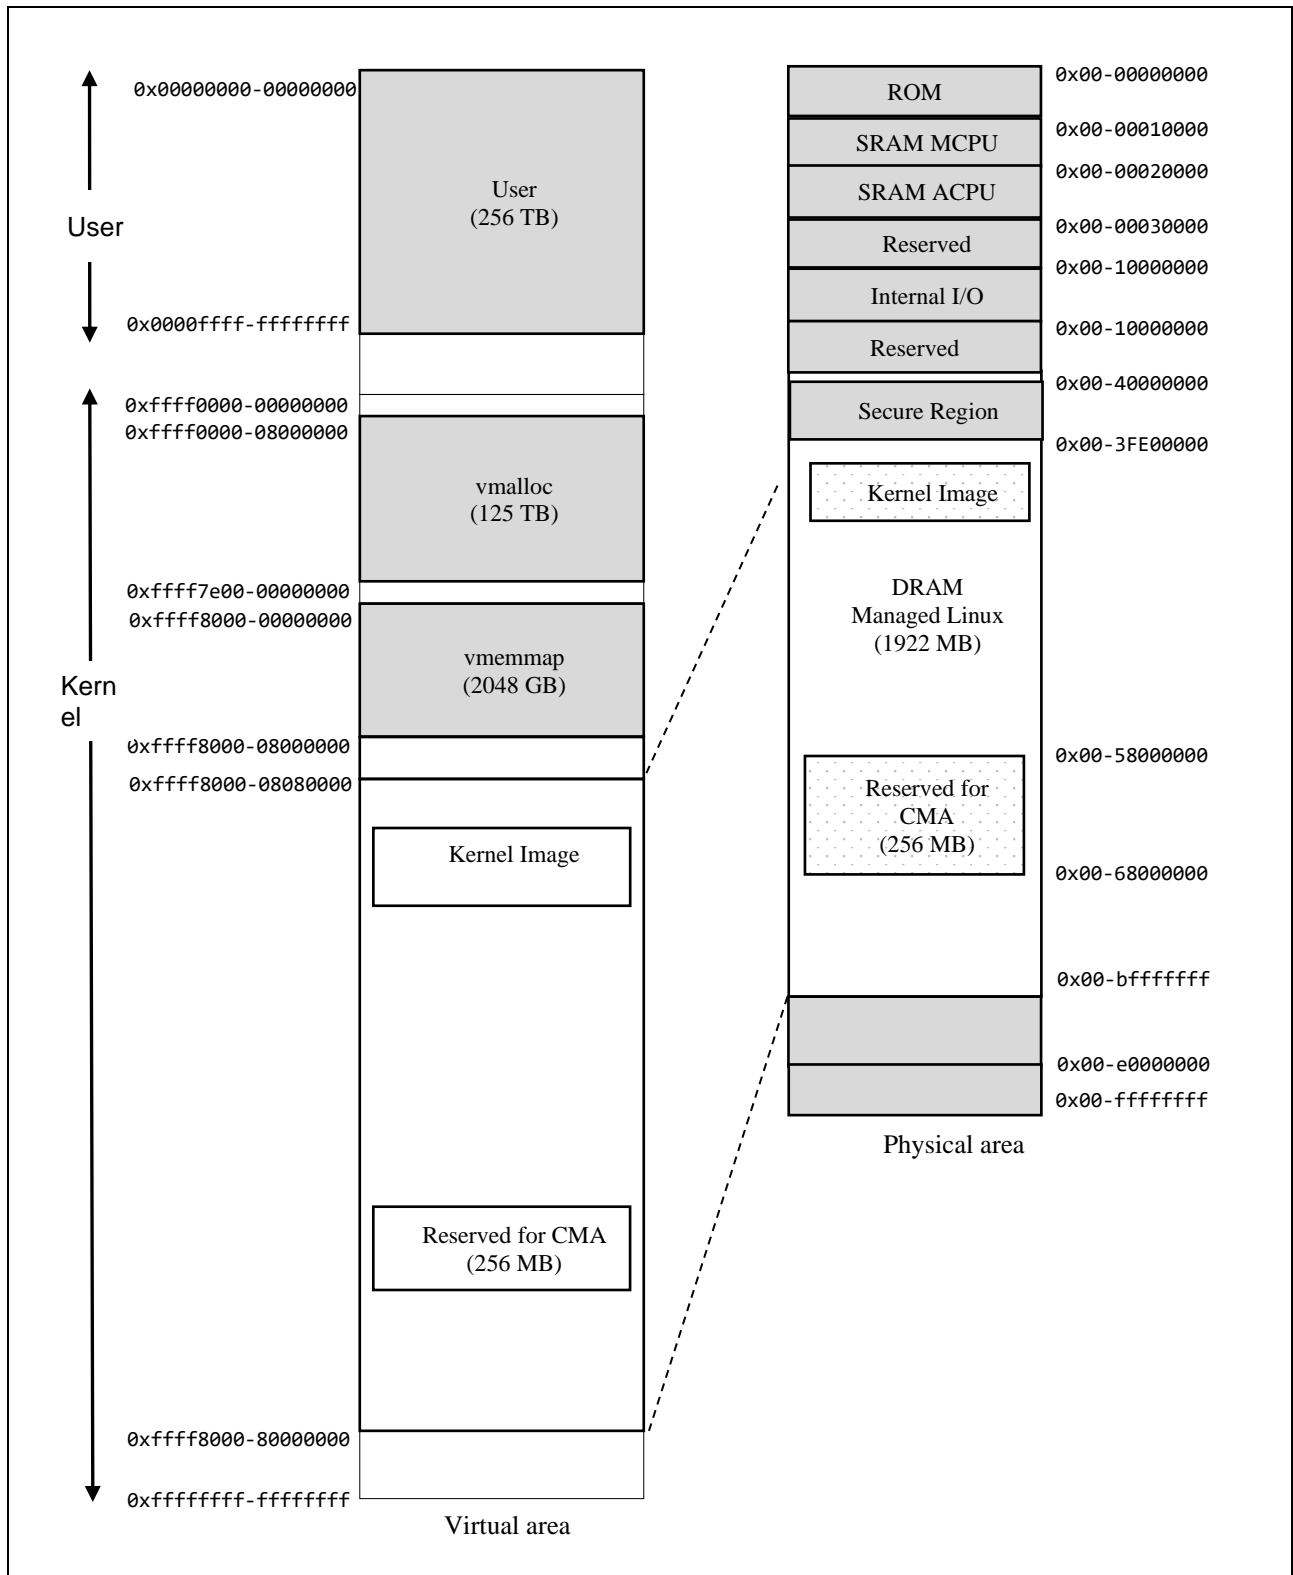 0x00000000-00000000
User
(256 TB)
User
0x0000ffff-ffffffff
0xffff0000-00000000
0xffff0000-08000000
vmalloc
(125 TB)
0xffff7e00-00000000
0xffff8000-00000000
vmemmap
(2048 GB)
Kern
el
0xffff8000-08000000
0xffff8000-08080000
Kernel Image
Reserved for CMA
(256 MB)
0xffff8000-80000000
0xffffffff-ffffffff
Virtual area
ROM
0x00-00000000
SRAM MCPU
0x00-00010000
SRAM ACPU
0x00-00020000
Reserved
0x00-00030000
Internal I/O
0x00-10000000
Reserved
0x00-10000000
Secure Region
0x00-40000000
0x00-3FE00000
Kernel Image
DRAM
Managed Linux
(1922 MB)
0x00-58000000
Reserved for
CMA
(256 MB)
0x00-68000000
0x00-bfffffff
0x00-e0000000
0x00-ffffffff
Physical area